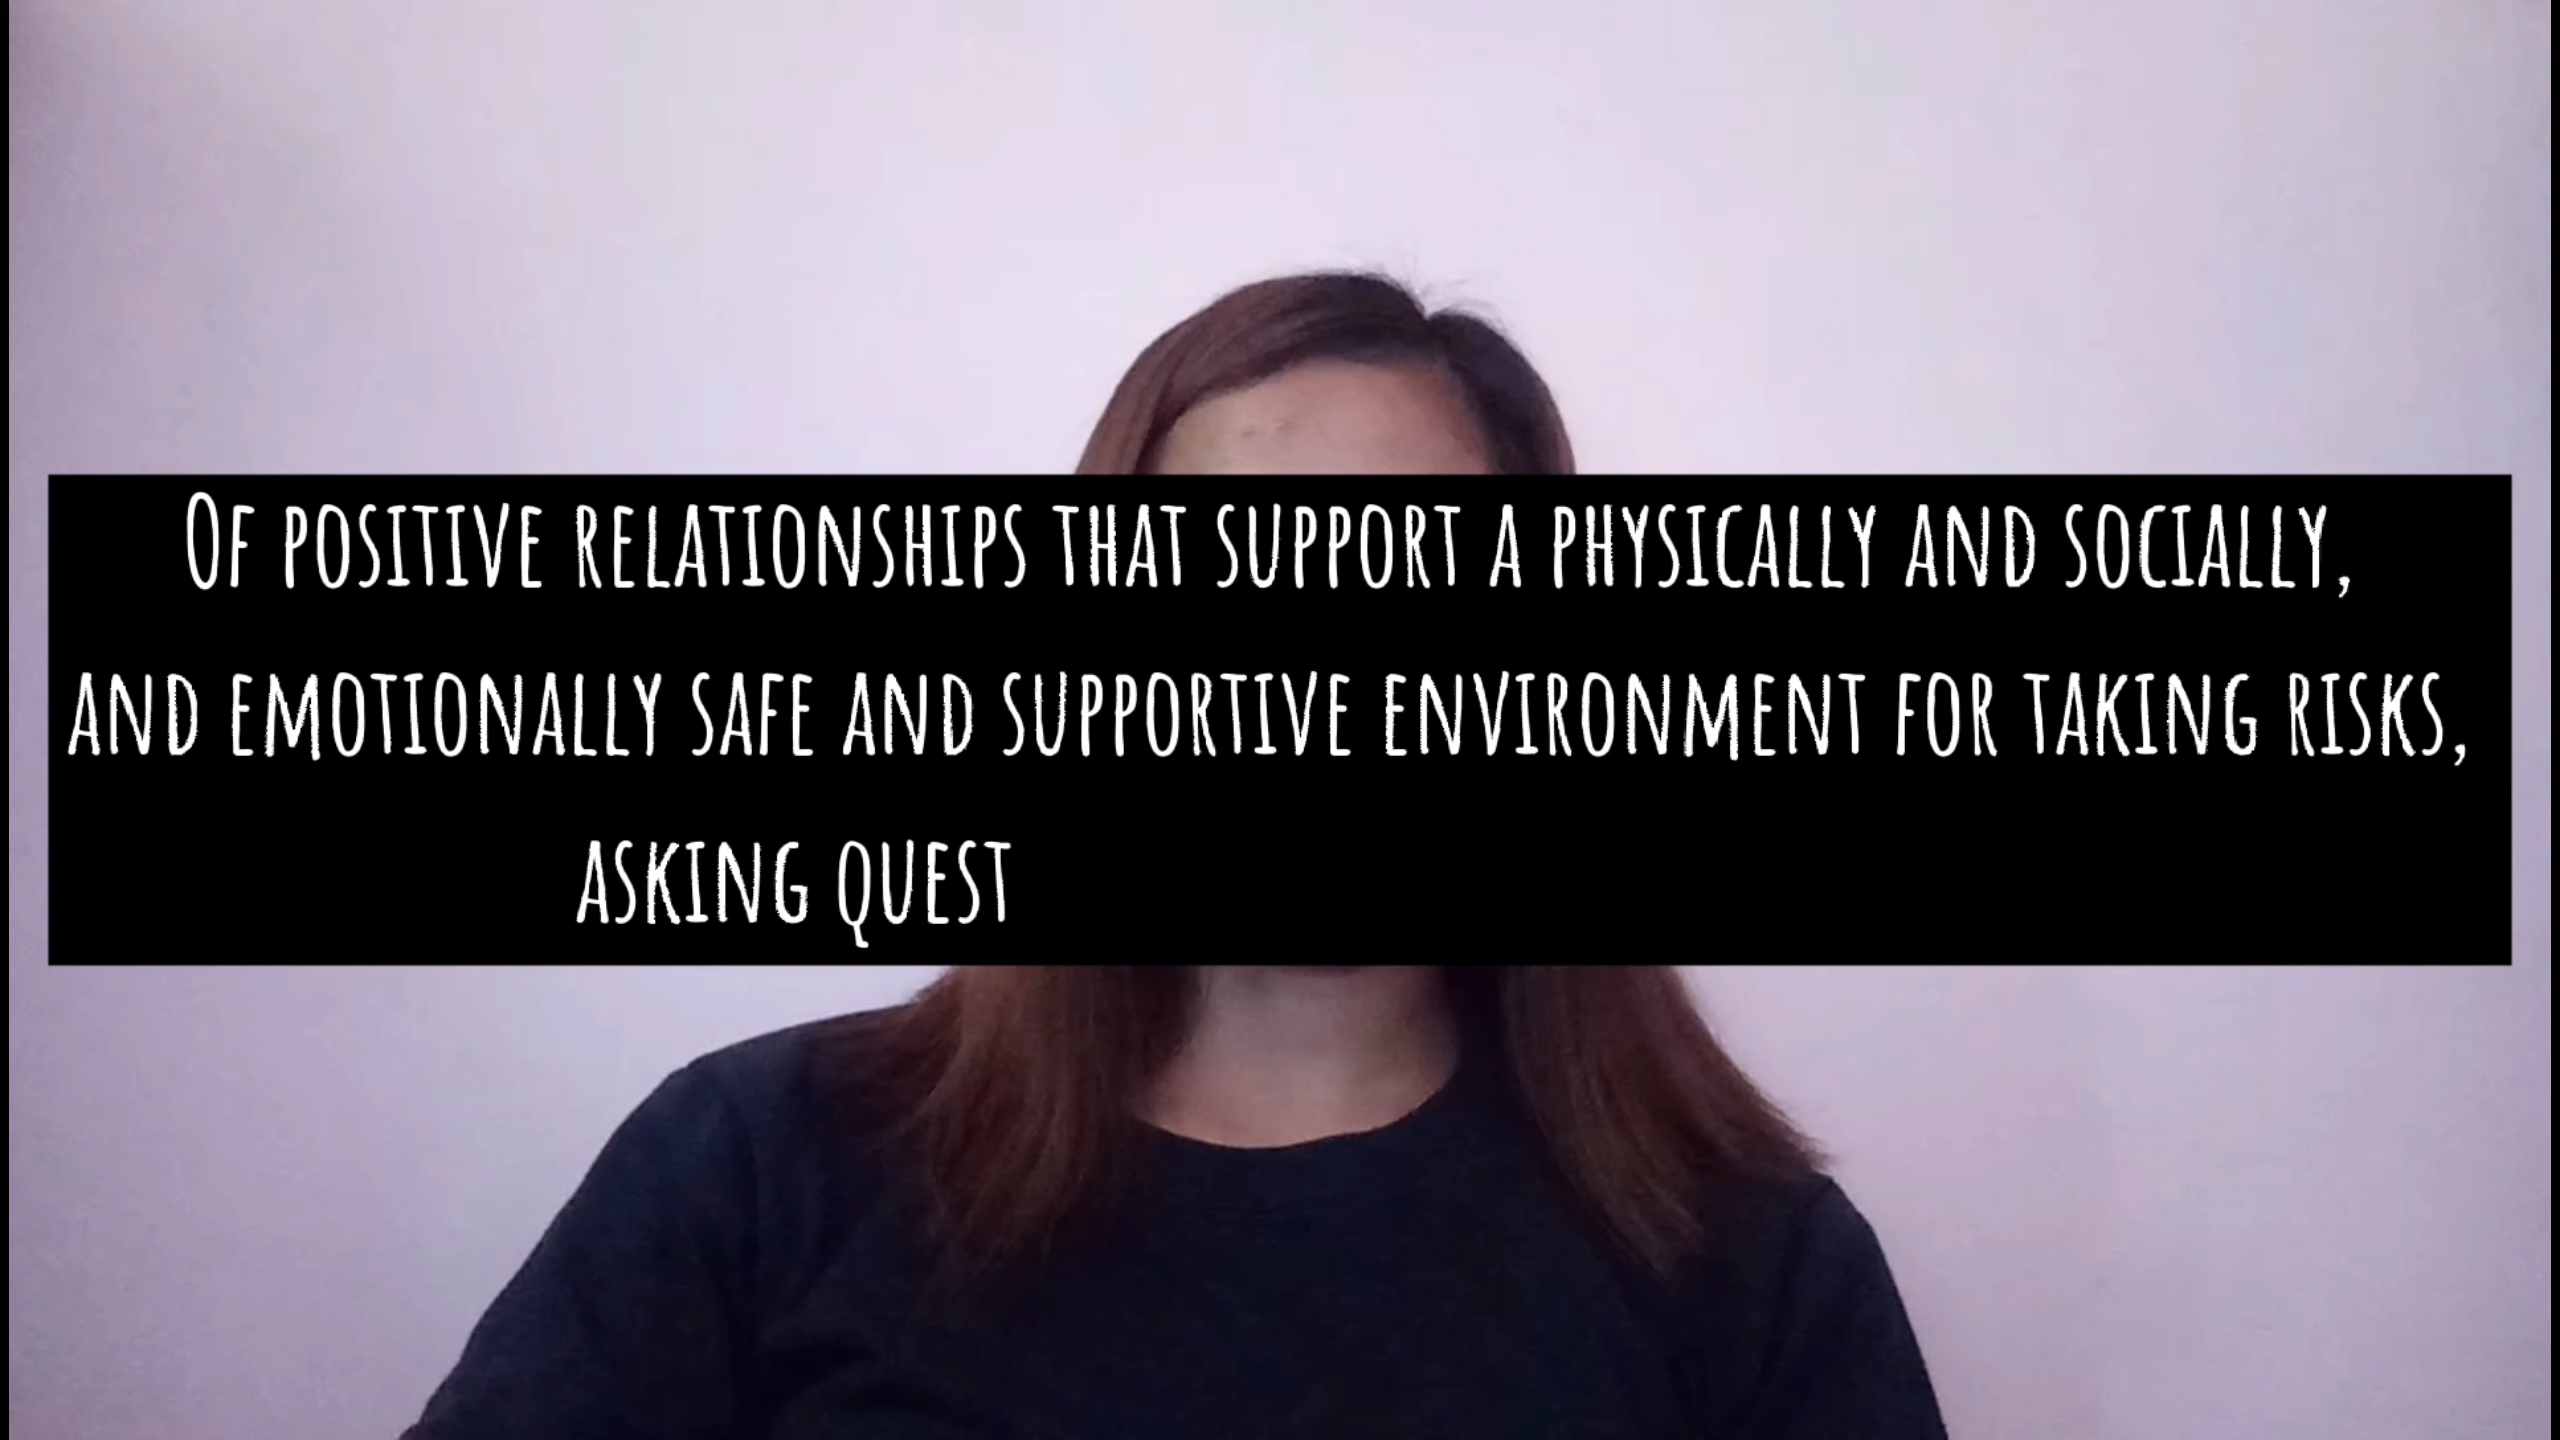 Of positive relationships that support a physically and socially,
and emotionally safe and supportive environment for taking risks,
asking quest